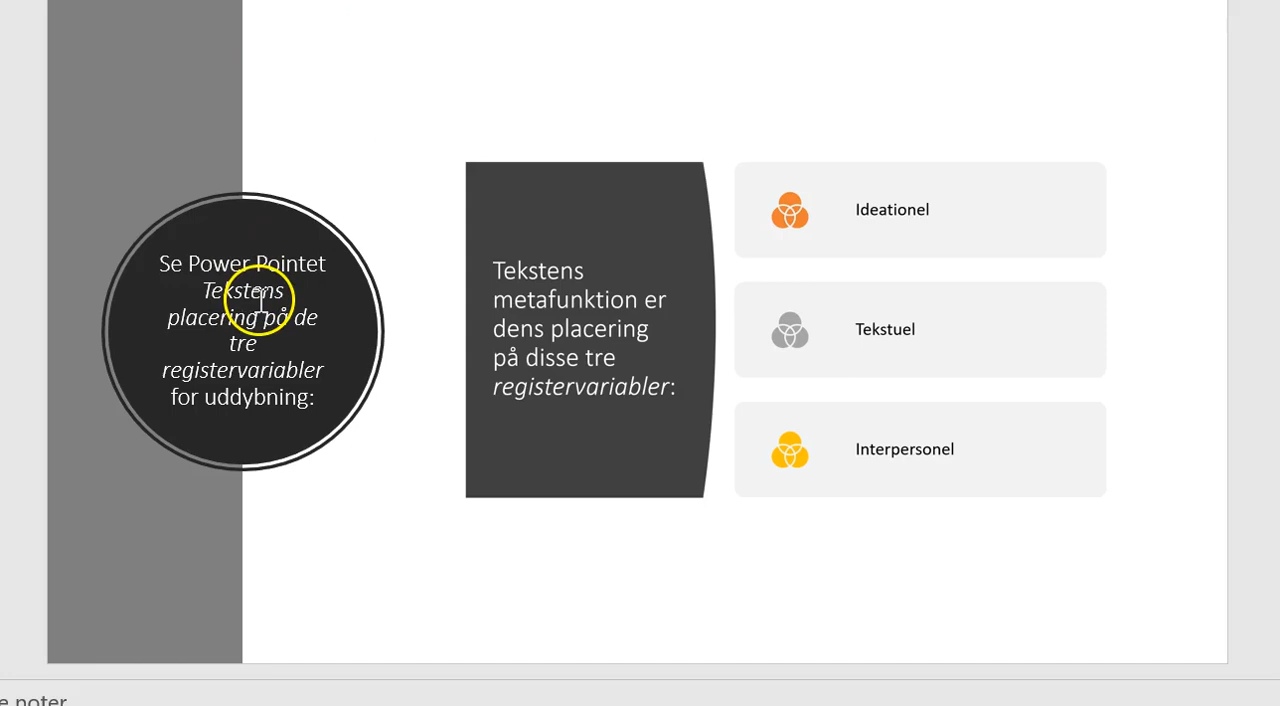 Se Power Pointet
Tekstens
placering på de
tre
registervariabler
for uddybning:
Tekstens
metafunktion er
dens placering
på disse tre
registervariabler:
Ideationel
Tekstuel
Interpersonel
e noter